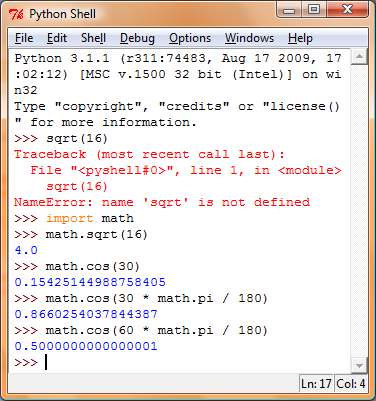 Python Shell
File Edit Shell Debug Options Windows Help
Python 3.1.1 (r311:74483, Aug 17 2009, 17
:02:12) [MSC v.1500 32 bit (Intel)] on wi
n32
Type "copyright", "credits" or "license()
" for more information.
>>> sqrt(16)
Traceback (most recent call last):
  File "<pyshell#0>", line 1, in <module>
    sqrt(16)
NameError: name 'sqrt' is not defined
>>> import math
>>> math.sqrt(16)
4.0
>>> math.cos(30)
0.15425144988758405
>>> math.cos(30 * math.pi / 180)
0.8660254037844387
>>> math.cos(60 * math.pi / 180)
0.5000000000000001
>>>
Ln: 17 Col: 4